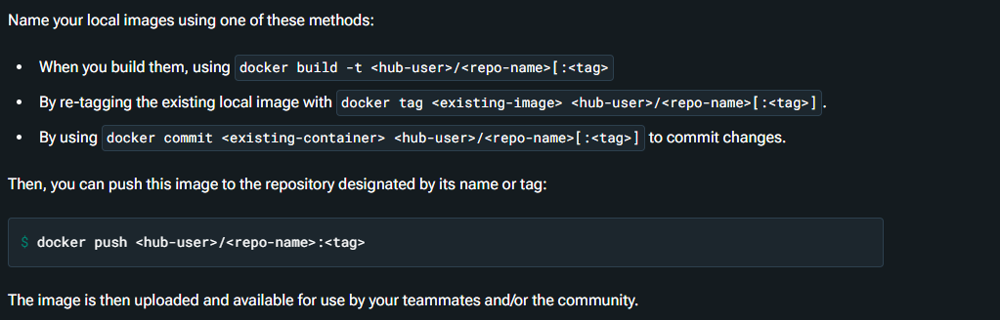 Name your local images using one of these methods:
• When you build them, using docker build -t <hub-user>/<repo-name>[:<tag>
• By re-tagging the existing local image with docker tag <existing-image> <hub-user>/<repo-name>[:<tag>].
• By using docker commit <existing-container> <hub-user>/<repo-name>[:<tag>] to commit changes.
Then, you can push this image to the repository designated by its name or tag:
$ docker push <hub-user>/<repo-name>:<tag>
The image is then uploaded and available for use by your teammates and/or the community.